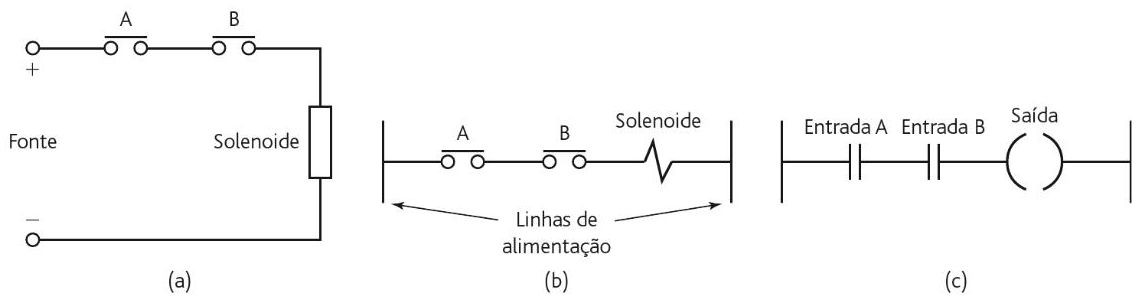 A
B
+
Fonte
Solenoide
−
(a)
A
B
Solenoide
Linhas de
alimentação
(b)
Entrada A
Entrada B
Saída
(c)